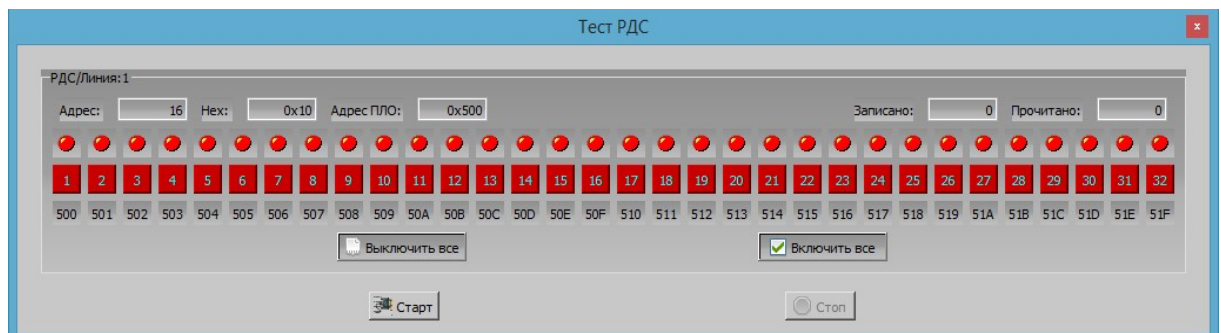 Тест РДС
x
РДС/Линия:1
Адрес: 16 Hex: 0x10 Адрес ПЛО: 0x500 Записано: 0 Прочитано: 0
1 2 3 4 5 6 7 8 9 10 11 12 13 14 15 16 17 18 19 20 21 22 23 24 25 26 27 28 29 30 31 32
500 501 502 503 504 505 506 507 508 509 50A 50B 50C 50D 50E 50F 510 511 512 513 514 515 516 517 518 519 51A 51B 51C 51D 51E 51F
Выключить все Включить все
Старт Стоп